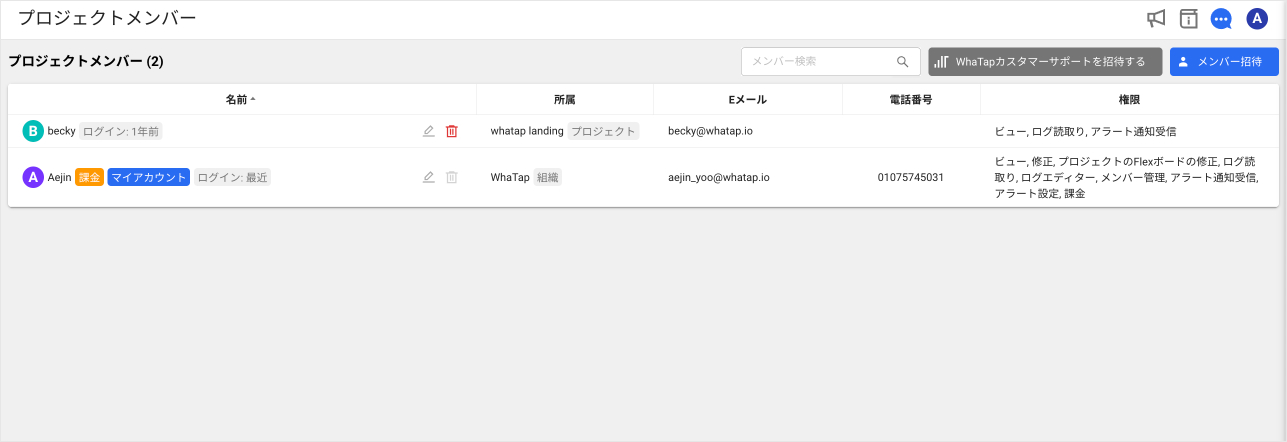 プロジェクトメンバー
A
プロジェクトメンバー (2)
メンバー検索
WhaTapカスタマーサポートを招待する
メンバー招待
名前 所属 Eメール 電話番号 権限
B becky ログイン: 1年前 whatap landing プロジェクト becky@whatap.io ビュー, ログ読取り, アラート通知受信
A Aejin 課金 マイアカウント ログイン: 最近 WhaTap 組織 aejin_yoo@whatap.io 01075745031
ビュー, 修正, プロジェクトのFlexボードの修正, ログ読
取り, ログエディター, メンバー管理, アラート通知受信,
アラート設定, 課金